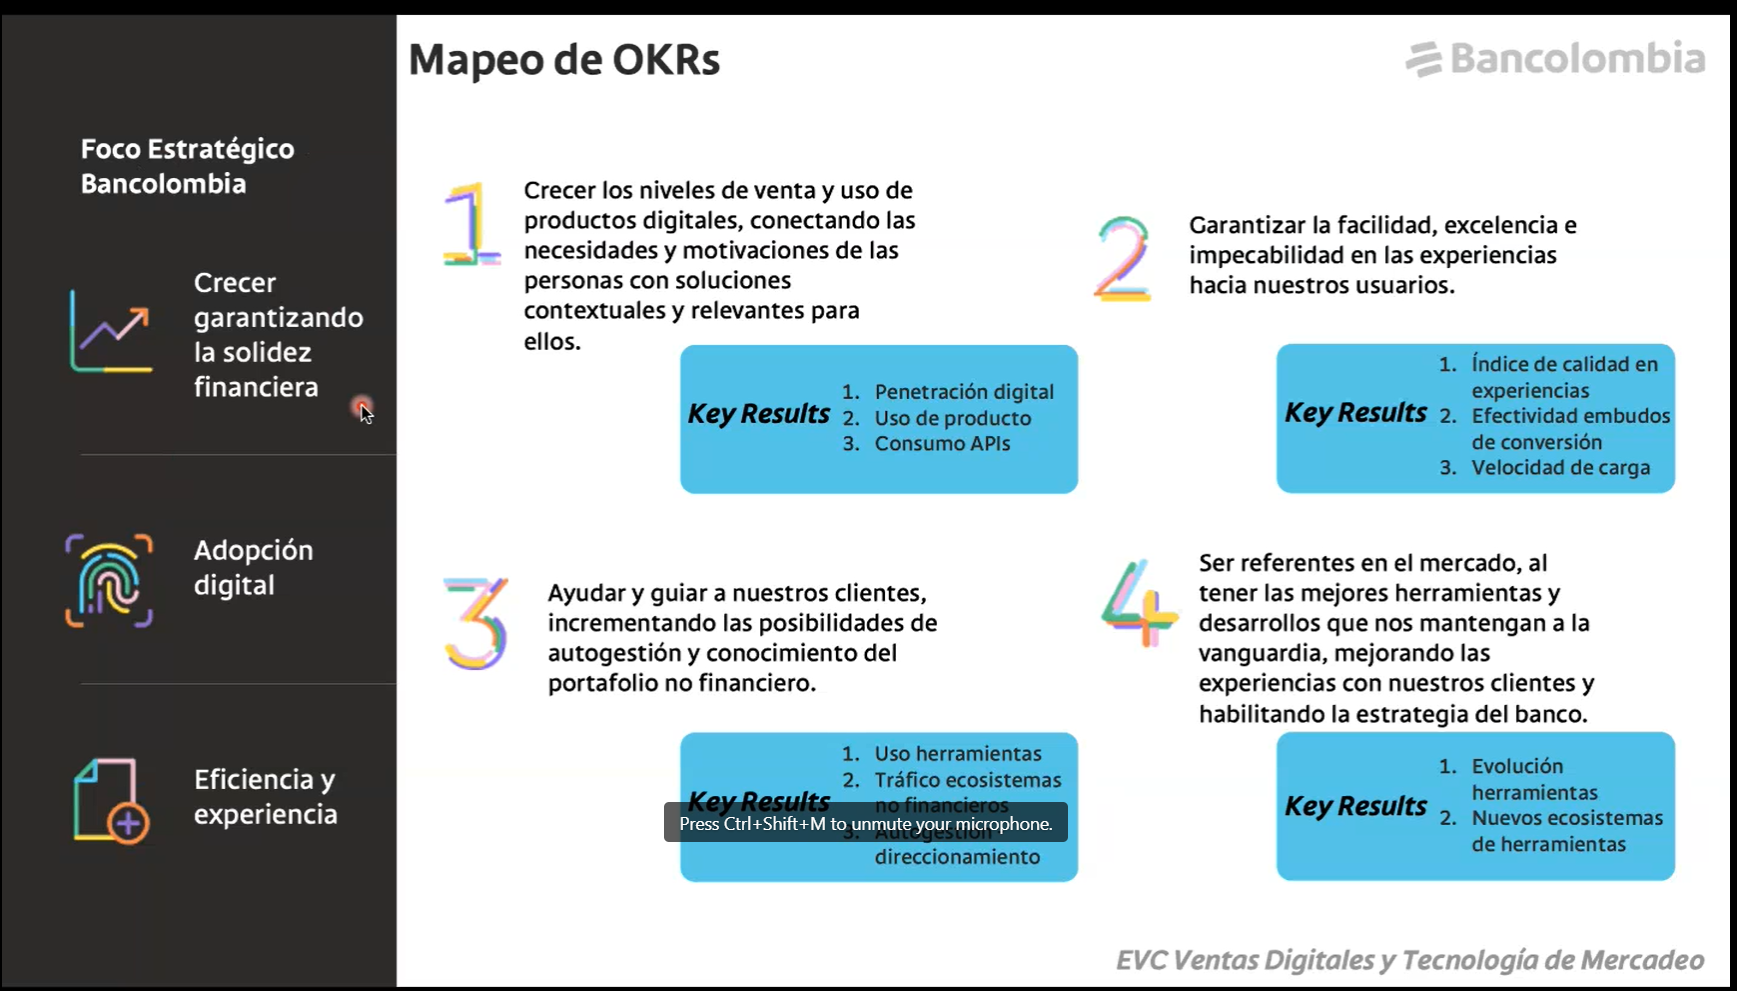 Mapeo de OKRs
Bancolombia
Foco Estratégico
Bancolombia
Crecer
garantizando
la solidez
financiera
Adopción
digital
Eficiencia y
experiencia
1
Crecer los niveles de venta y uso de
productos digitales, conectando las
necesidades y motivaciones de las
personas con soluciones
contextuales y relevantes para
ellos.
Key Results
1. Penetración digital
2. Uso de producto
3. Consumo APIs
2
Garantizar la facilidad, excelencia e
impecabilidad en las experiencias
hacia nuestros usuarios.
Key Results
1. Índice de calidad en
experiencias
2. Efectividad embudos
de conversión
3. Velocidad de carga
3
Ayudar y guiar a nuestros clientes,
incrementando las posibilidades de
autogestión y conocimiento del
portafolio no financiero.
Key Results
1. Uso herramientas
2. Tráfico ecosistemas
no financieros
3. Autogestión
direccionamiento
Press Ctrl+Shift+M to unmute your microphone.
4
Ser referentes en el mercado, al
tener las mejores herramientas y
desarrollos que nos mantengan a la
vanguardia, mejorando las
experiencias con nuestros clientes y
habilitando la estrategia del banco.
Key Results
1. Evolución
herramientas
2. Nuevos ecosistemas
de herramientas
EVC Ventas Digitales y Tecnología de Mercadeo